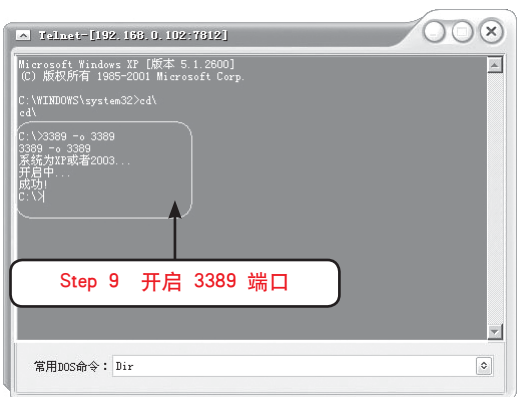 Telnet-[192.168.0.102:7812]
Microsoft Windows XP [版本 5.1.2600]
(C) 版权所有 1985-2001 Microsoft Corp.
C:\WINDOWS\system32>cd\
cd\
C:\>3389 -o 3389
3389 -o 3389
系统为XP或者2003...
开启中...
成功!
C:\>
Step 9 开启 3389 端口
常用DOS命令：Dir